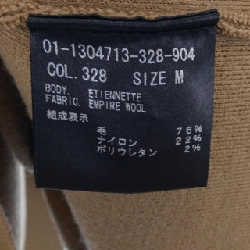 01-1304713-328-904
COL. 328 SIZE M
BODY. ETIENNETTE
FABRIC. EMPIRE WOOL
組成表示
毛 76%
ナイロン 22%
ポリウレタン 2%